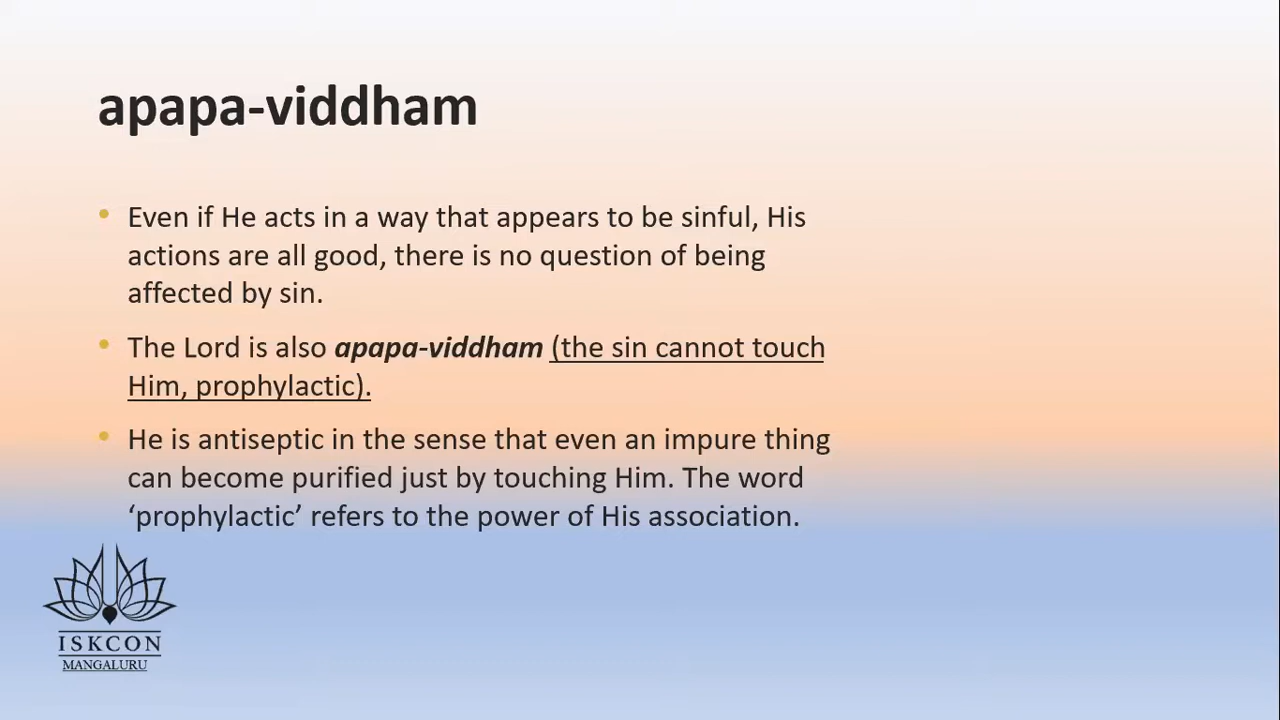 apapa-viddham
• Even if He acts in a way that appears to be sinful, His
actions are all good, there is no question of being
affected by sin.
• The Lord is also apapa-viddham (the sin cannot touch
Him, prophylactic).
• He is antiseptic in the sense that even an impure thing
can become purified just by touching Him. The word
‘prophylactic’ refers to the power of His association.
ISKCON
MANGALURU